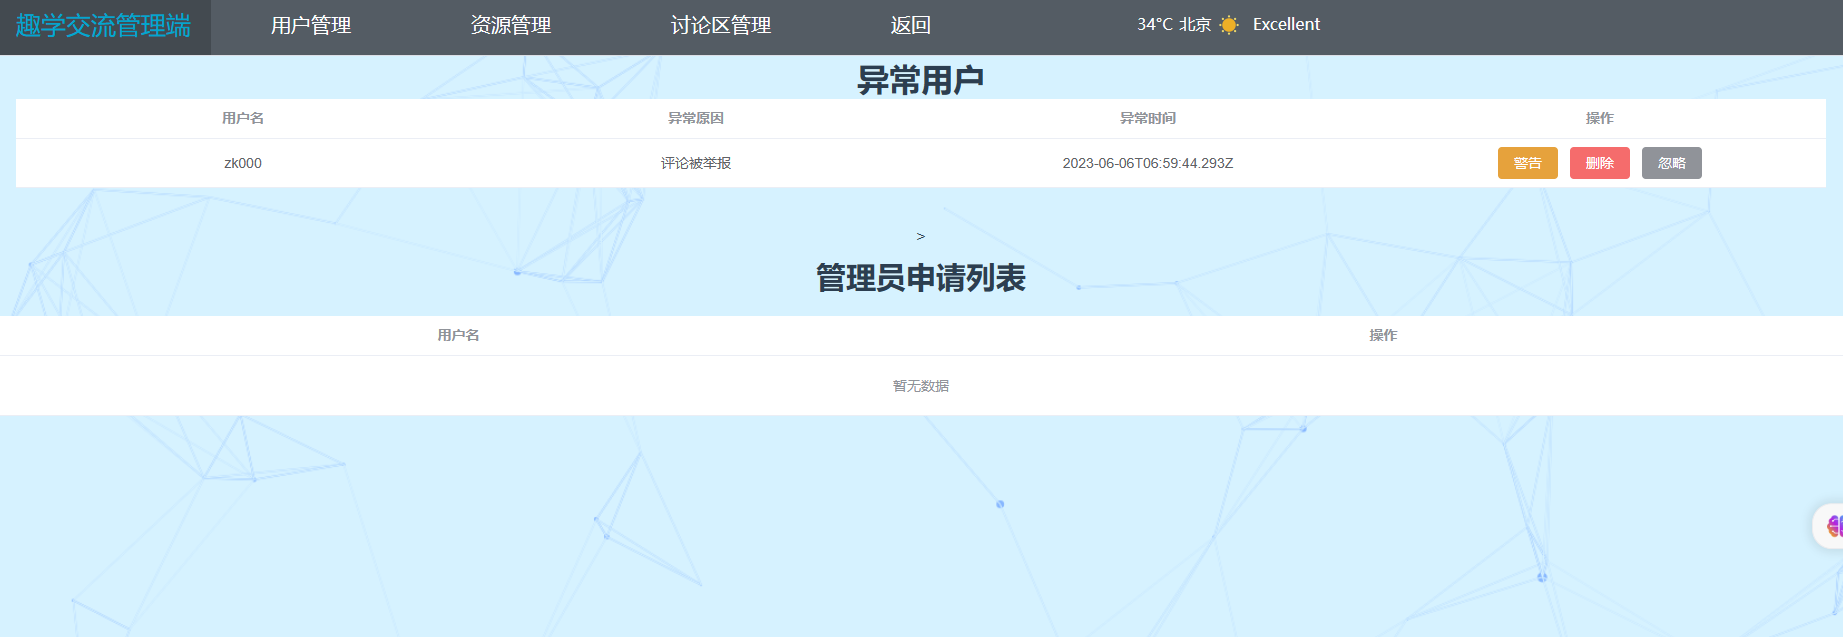 趣学交流管理端 用户管理 资源管理 讨论区管理 返回 34°C 北京 Excellent
异常用户
用户名 异常原因 异常时间 操作
zk000 评论被举报 2023-06-06T06:59:44.293Z 警告 删除 忽略
>
管理员申请列表
用户名 操作
暂无数据